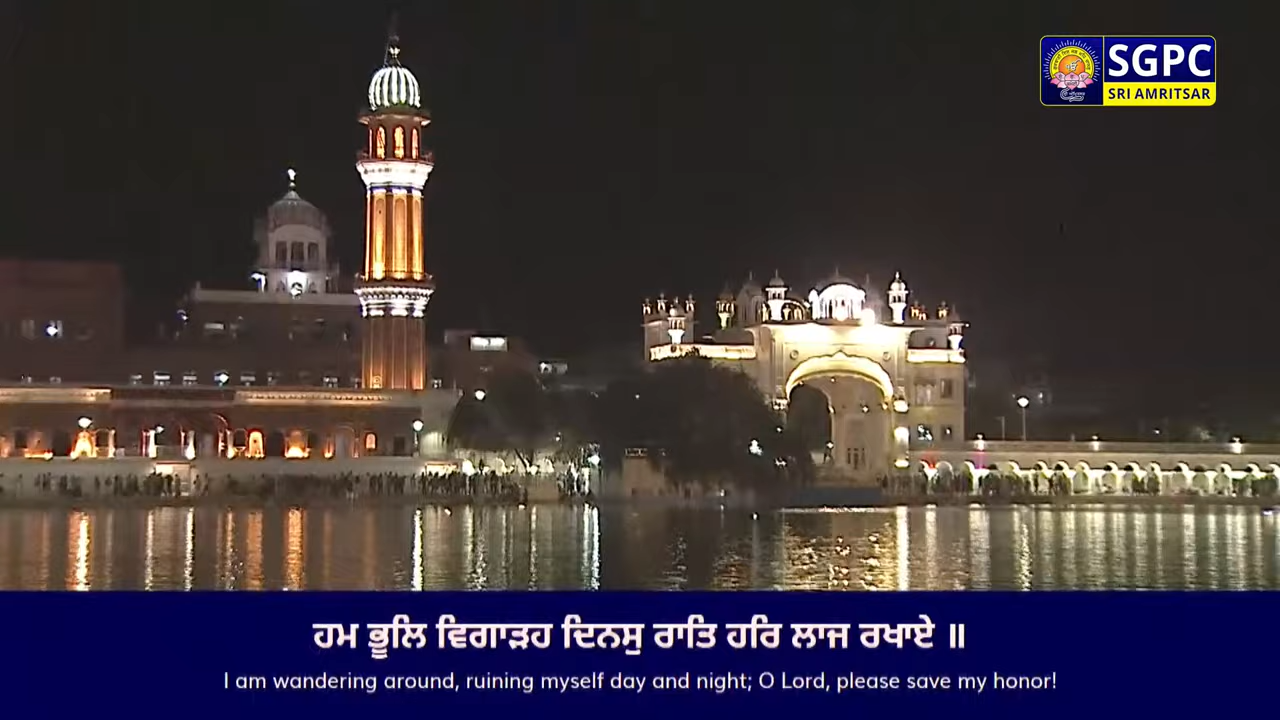 SGPC
SRI AMRITSAR
ਹਮ ਭੂਲਿ ਵਿਗਾੜਹ ਦਿਨਸੁ ਰਾਤਿ ਹਰਿ ਲਾਜ ਰਖਾਏ ॥
I am wandering around, ruining myself day and night; O Lord, please save my honor!